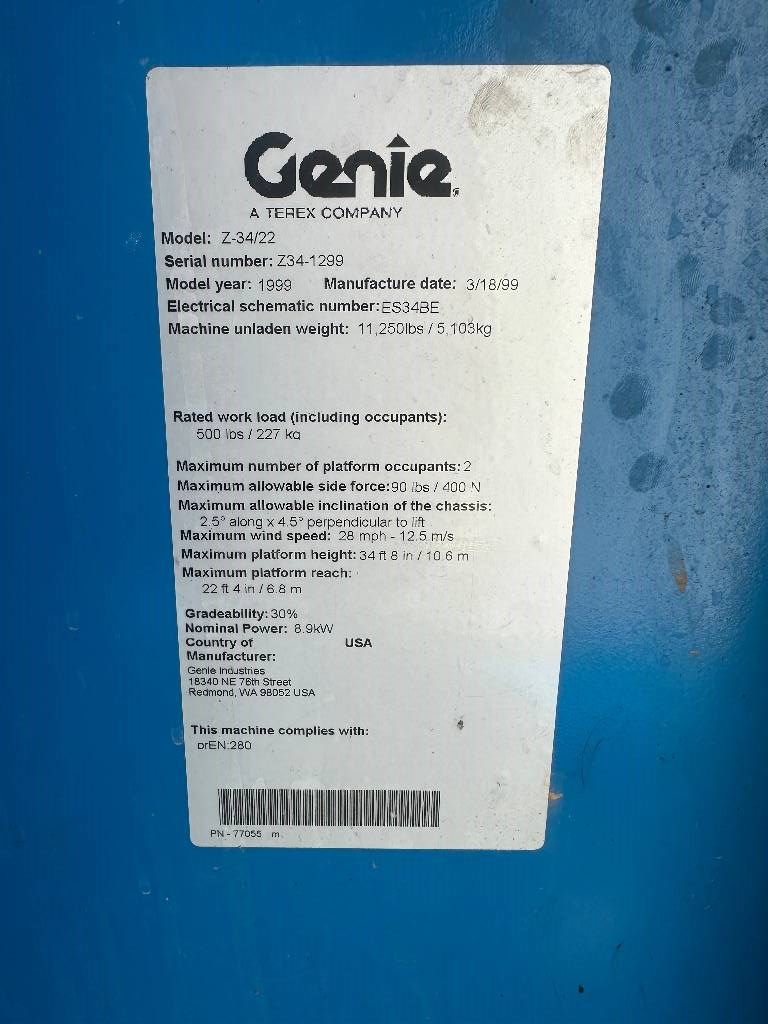 Genie
A TEREX COMPANY
Model: Z-34/22
Serial number: Z34-1299
Model year: 1999 Manufacture date: 3/18/99
Electrical schematic number: ES34BE
Machine unladen weight: 11,250lbs / 5,103kg
Rated work load (including occupants):
500 lbs / 227 kg
Maximum number of platform occupants: 2
Maximum allowable side force: 90 lbs / 400 N
Maximum allowable inclination of the chassis:
2.5° along x 4.5° perpendicular to lift
Maximum wind speed: 28 mph - 12.5 m/s
Maximum platform height: 34 ft 8 in / 10.6 m
Maximum platform reach:
22 ft 4 in / 6.8 m
Gradeability: 30%
Nominal Power: 8.9kW
Country of USA
Manufacturer:
Genie Industries
18340 NE 76th Street
Redmond, WA 98052 USA
This machine complies with:
prEN:280
PN - 77055 m